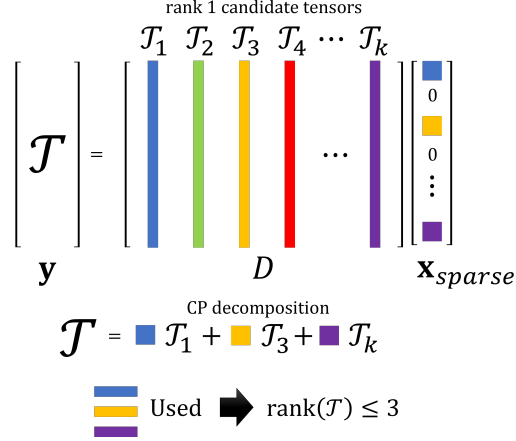 rank 1 candidate tensors
𝒯₁ 𝒯₂ 𝒯₃ 𝒯₄ ⋯ 𝒯ₖ
𝒯 = ⋯ 0 0 ⋮
𝐲 D 𝐱ₛₚₐᵣₛₑ
CP decomposition
𝒯 = 𝒯₁ + 𝒯₃ + 𝒯ₖ
Used rank(𝒯) ≤ 3